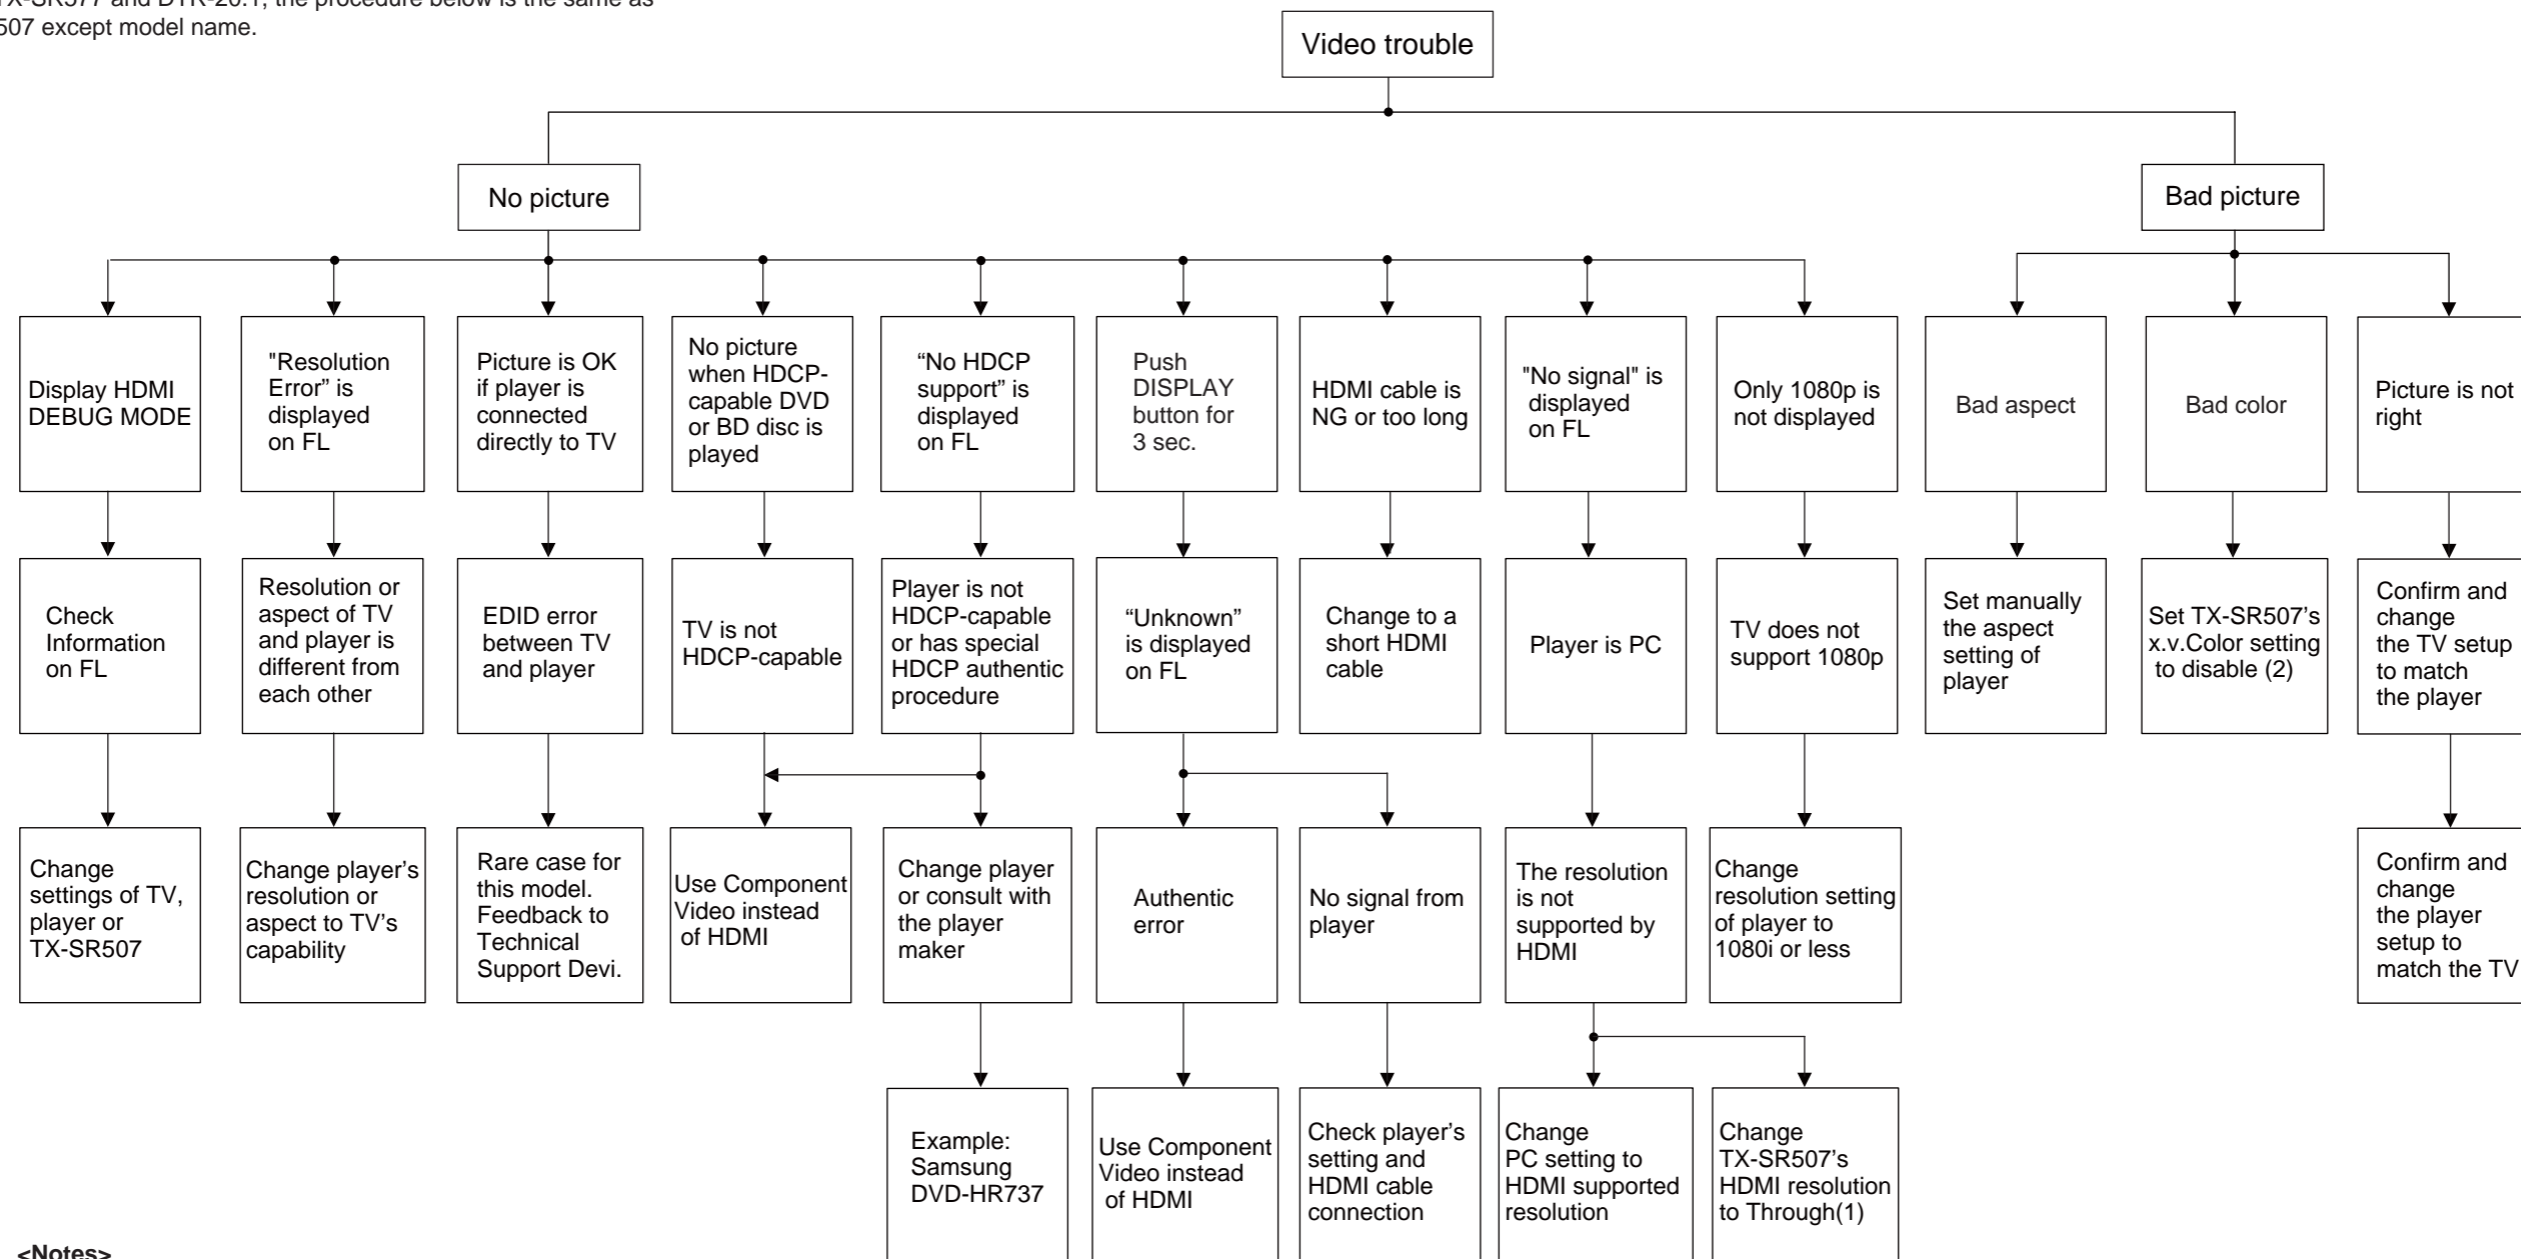 TX-SR577 and DTR-20.1, the procedure below is the same as
507 except model name.
Video trouble
No picture
Bad picture
Display HDMI
DEBUG MODE
"Resolution
Error” is
displayed
on FL
Picture is OK
if player is
connected
directly to TV
No picture
when HDCP-
capable DVD
or BD disc is
played
“No HDCP
support” is
displayed
on FL
Push
DISPLAY
button for
3 sec.
HDMI cable is
NG or too long
"No signal" is
displayed
on FL
Only 1080p is
not displayed
Bad aspect
Bad color
Picture is not
right
Check
Information
on FL
Resolution or
aspect of TV
and player is
different from
each other
EDID error
between TV
and player
TV is not
HDCP-capable
Player is not
HDCP-capable
or has special
HDCP authentic
procedure
“Unknown”
is displayed
on FL
Change to a
short HDMI
cable
Player is PC
TV does not
support 1080p
Set manually
the aspect
setting of
player
Set TX-SR507’s
x.v.Color setting
to disable (2)
Confirm and
change
the TV setup
to match
the player
Change
settings of TV,
player or
TX-SR507
Change player’s
resolution or
aspect to TV’s
capability
Rare case for
this model.
Feedback to
Technical
Support Devi.
Use Component
Video instead
of HDMI
Change player
or consult with
the player
maker
Authentic
error
No signal from
player
The resolution
is not
supported by
HDMI
Change
resolution setting
of player to
1080i or less
Confirm and
change
the player
setup to
match the TV
Example:
Samsung
DVD-HR737
Use Component
Video instead
of HDMI
Check player’s
setting and
HDMI cable
connection
Change
PC setting to
HDMI supported
resolution
Change
TX-SR507’s
HDMI resolution
to Through(1)
<Notes>